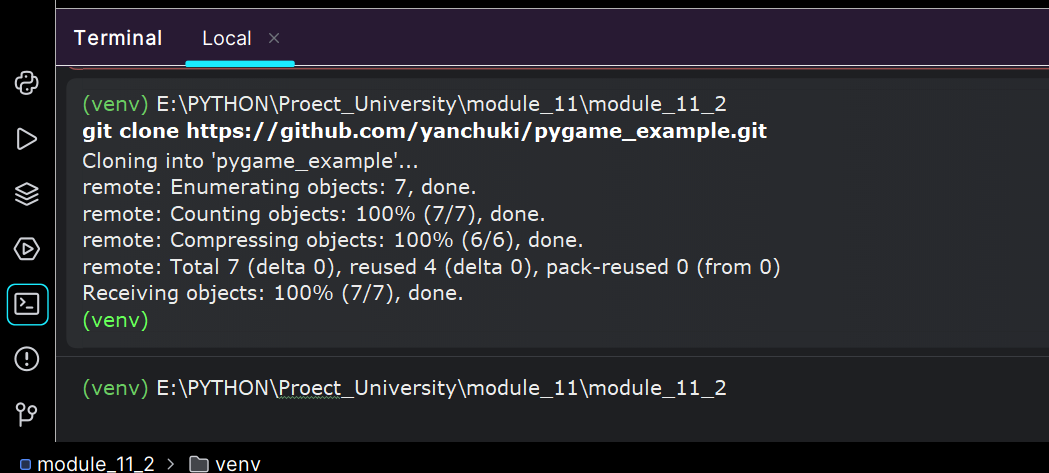 Terminal Local ×
(venv) E:\PYTHON\Proect_University\module_11\module_11_2
git clone https://github.com/yanchuki/pygame_example.git
Cloning into 'pygame_example'...
remote: Enumerating objects: 7, done.
remote: Counting objects: 100% (7/7), done.
remote: Compressing objects: 100% (6/6), done.
remote: Total 7 (delta 0), reused 4 (delta 0), pack-reused 0 (from 0)
Receiving objects: 100% (7/7), done.
(venv)
(venv) E:\PYTHON\Proect_University\module_11\module_11_2
module_11_2 > venv